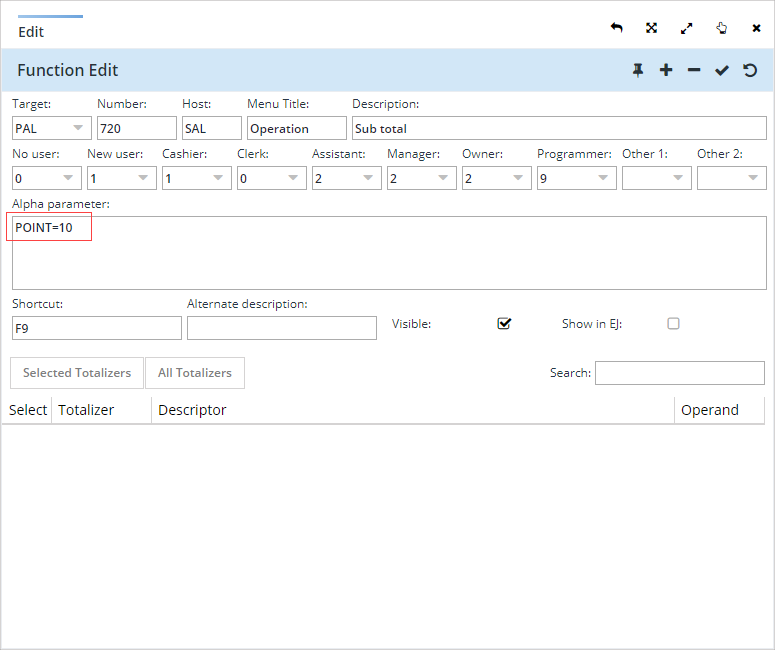 Edit
Function Edit
Target: Number: Host: Menu Title: Description:
PAL 720 SAL Operation Sub total
No user: New user: Cashier: Clerk: Assistant: Manager: Owner: Programmer: Other 1: Other 2:
0 1 1 0 2 2 2 9
Alpha parameter:
POINT=10
Shortcut: Alternate description:
F9 Visible: Show in EJ:
Selected Totalizers All Totalizers Search:
Select Totalizer Descriptor Operand